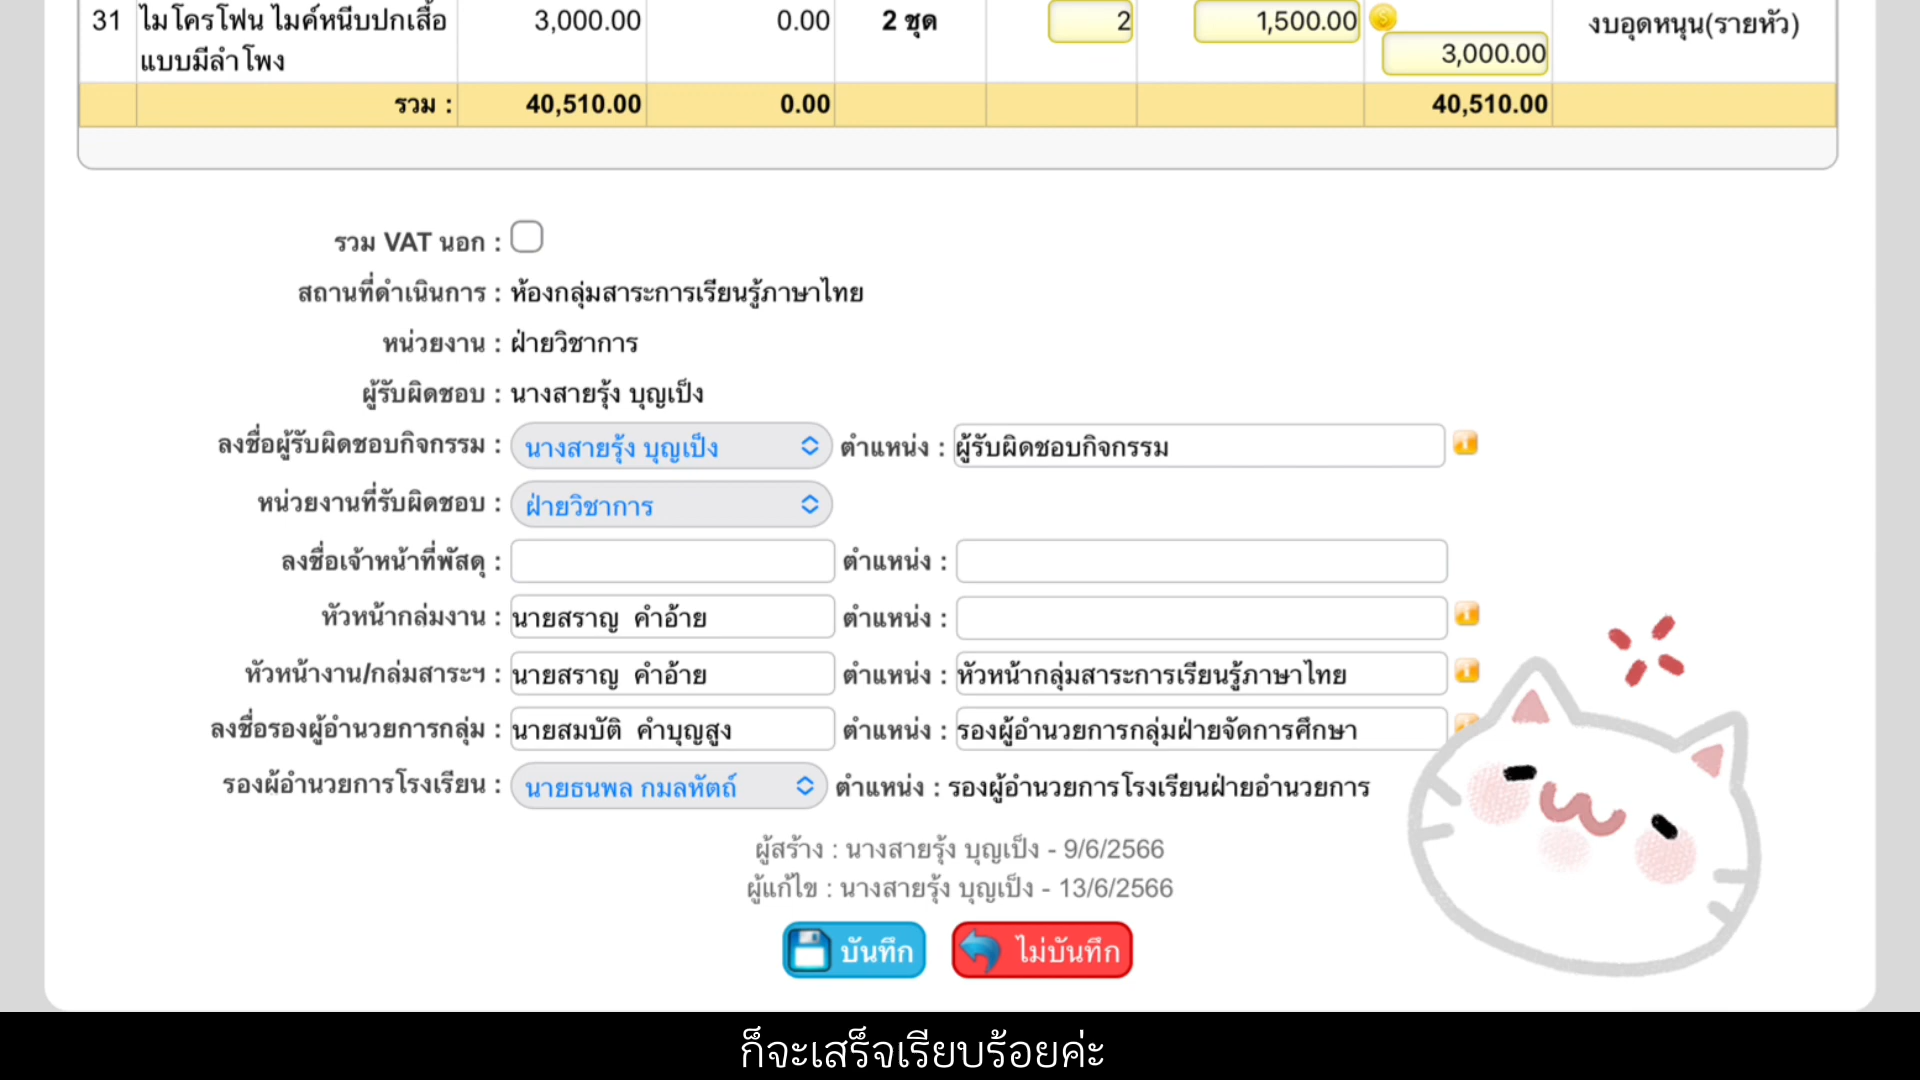 31 ไมโครโฟน ไมค์หนีบปกเสื้อ 3,000.00 0.00 2 ชุด 2 1,500.00 งบอุดหนุน(รายหัว)
แบบมีลำโพง 3,000.00
รวม : 40,510.00 0.00 40,510.00
รวม VAT นอก :
สถานที่ดำเนินการ : ห้องกลุ่มสาระการเรียนรู้ภาษาไทย
หน่วยงาน : ฝ่ายวิชาการ
ผู้รับผิดชอบ : นางสายรุ้ง บุญเป็ง
ลงชื่อผู้รับผิดชอบกิจกรรม : นางสายรุ้ง บุญเป็ง ตำแหน่ง : ผู้รับผิดชอบกิจกรรม
หน่วยงานที่รับผิดชอบ : ฝ่ายวิชาการ
ลงชื่อเจ้าหน้าที่พัสดุ : ตำแหน่ง :
หัวหน้ากล่มงาน : นายสราญ คำอ้าย ตำแหน่ง :
หัวหน้างาน/กล่มสาระฯ : นายสราญ คำอ้าย ตำแหน่ง : หัวหน้ากลุ่มสาระการเรียนรู้ภาษาไทย
ลงชื่อรองผู้อำนวยการกลุ่ม : นายสมบัติ คำบุญสูง ตำแหน่ง : รองผู้อำนวยการกลุ่มฝ่ายจัดการศึกษา
รองผ้อำนวยการโรงเรียน : นายธนพล กมลหัตถ์ ตำแหน่ง : รองผู้อำนวยการโรงเรียนฝ่ายอำนวยการ
ผู้สร้าง : นางสายรุ้ง บุญเป็ง - 9/6/2566
ผู้แก้ไข : นางสายรุ้ง บุญเป็ง - 13/6/2566
บันทึก ไม่บันทึก
ก็จะเสร็จเรียบร้อยค่ะ